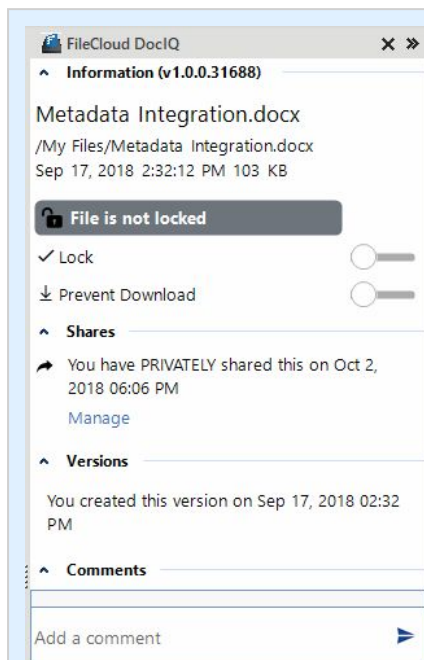 FileCloud DocIQ
Information (v1.0.0.31688)
Metadata Integration.docx
/My Files/Metadata Integration.docx
Sep 17, 2018 2:32:12 PM 103 KB
File is not locked
Lock
Prevent Download
Shares
You have PRIVATELY shared this on Oct 2,
2018 06:06 PM
Manage
Versions
You created this version on Sep 17, 2018 02:32
PM
Comments
Add a comment